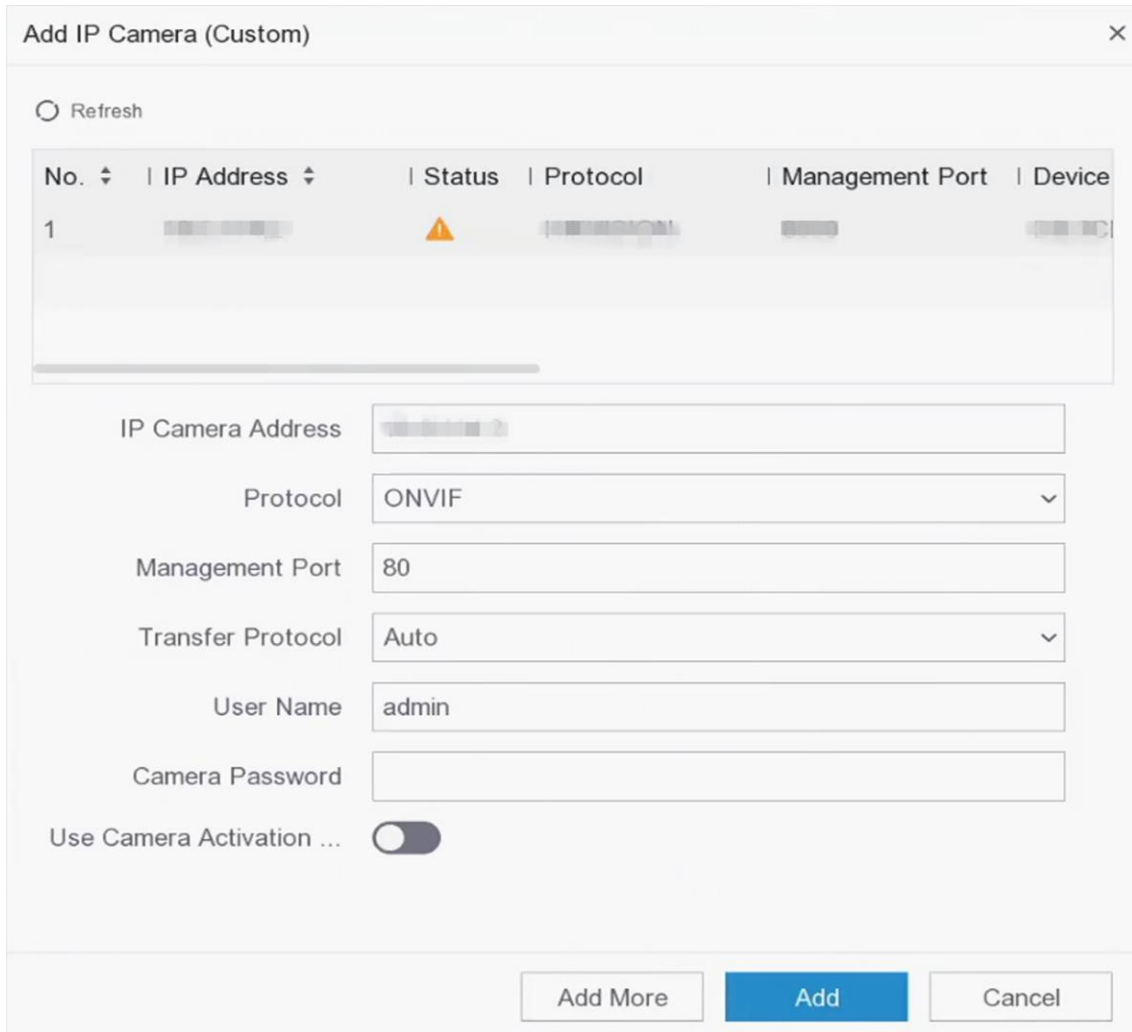 Add IP Camera (Custom)
Refresh
No. IP Address Status Protocol Management Port Device
1
IP Camera Address
Protocol ONVIF
Management Port 80
Transfer Protocol Auto
User Name admin
Camera Password
Use Camera Activation ...
Add More Add Cancel